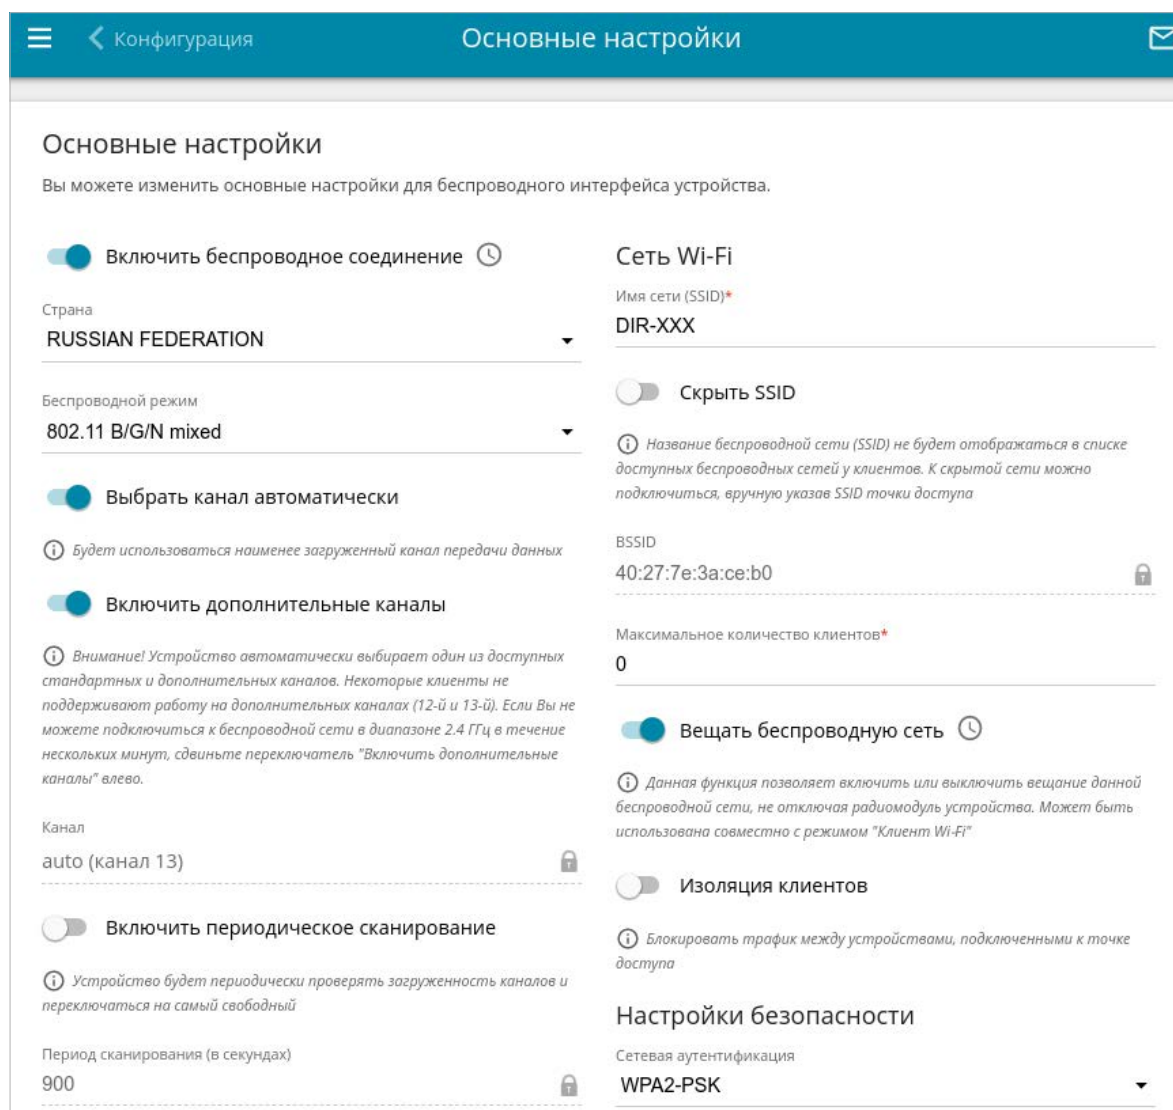 Конфигурация
Основные настройки
Основные настройки
Вы можете изменить основные настройки для беспроводного интерфейса устройства.
Включить беспроводное соединение
Страна
RUSSIAN FEDERATION
Беспроводной режим
802.11 B/G/N mixed
Выбрать канал автоматически
Будет использоваться наименее загруженный канал передачи данных
Включить дополнительные каналы
Внимание! Устройство автоматически выбирает один из доступных
стандартных и дополнительных каналов. Некоторые клиенты не
поддерживают работу на дополнительных каналах (12-й и 13-й). Если Вы не
можете подключиться к беспроводной сети в диапазоне 2.4 ГГц в течение
нескольких минут, сдвиньте переключатель "Включить дополнительные
каналы" влево.
Канал
auto (канал 13)
Включить периодическое сканирование
Устройство будет периодически проверять загруженность каналов и
переключаться на самый свободный
Период сканирования (в секундах)
900
Сеть Wi-Fi
Имя сети (SSID)*
DIR-XXX
Скрыть SSID
Название беспроводной сети (SSID) не будет отображаться в списке
доступных беспроводных сетей у клиентов. К скрытой сети можно
подключиться, вручную указав SSID точки доступа
BSSID
40:27:7e:3a:ce:b0
Максимальное количество клиентов*
0
Вещать беспроводную сеть
Данная функция позволяет включить или выключить вещание данной
беспроводной сети, не отключая радиомодуль устройства. Может быть
использована совместно с режимом "Клиент Wi-Fi"
Изоляция клиентов
Блокировать трафик между устройствами, подключенными к точке
доступа
Настройки безопасности
Сетевая аутентификация
WPA2-PSK